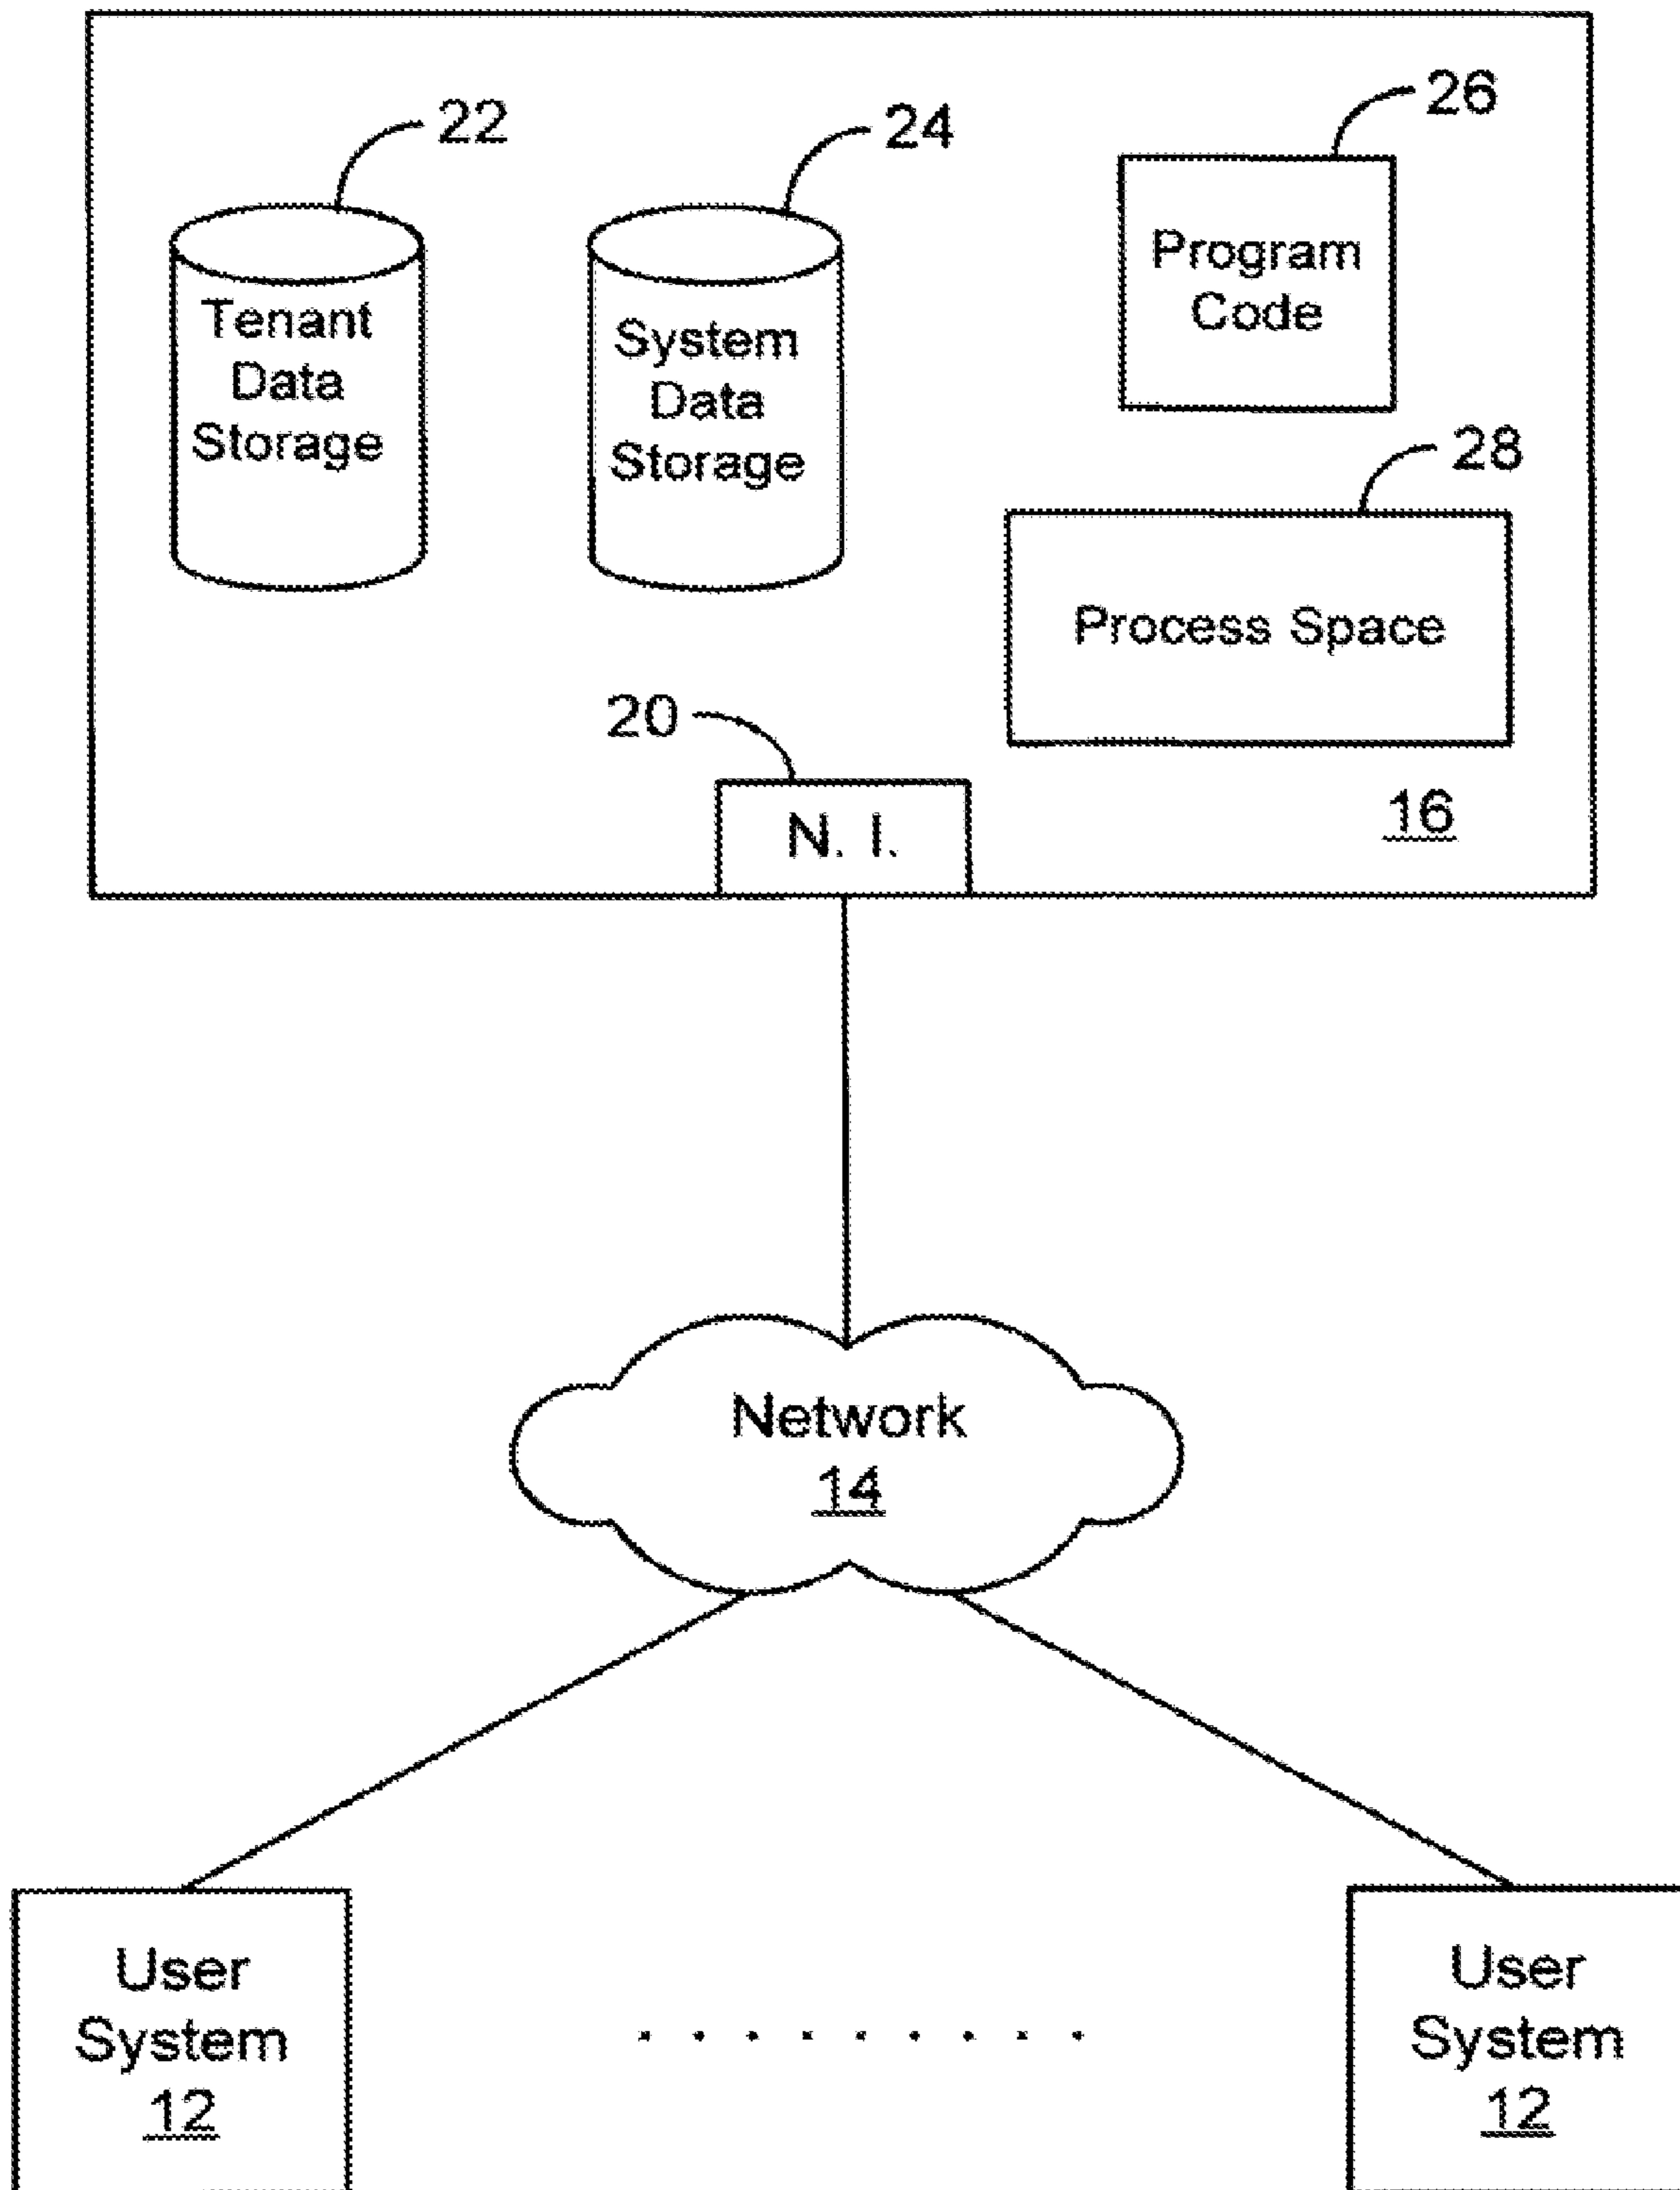 22
24
26
Tenant
Data
Storage
System
Data
Storage
Program
Code
28
Process Space
20
N. I.
16
Network
14
User
System
12
User
System
12